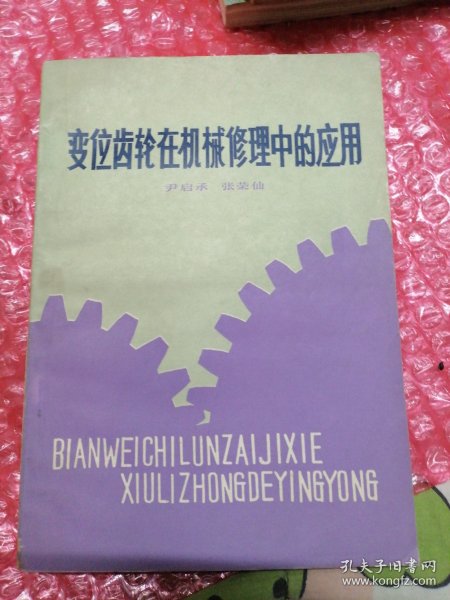 变位齿轮在机械修理中的应用
尹启承 张荣仙
BIANWEICHILUNZAIJIXIE
XIULIZHONGDEYINGYONG
孔夫子旧书网
www.kongfz.com